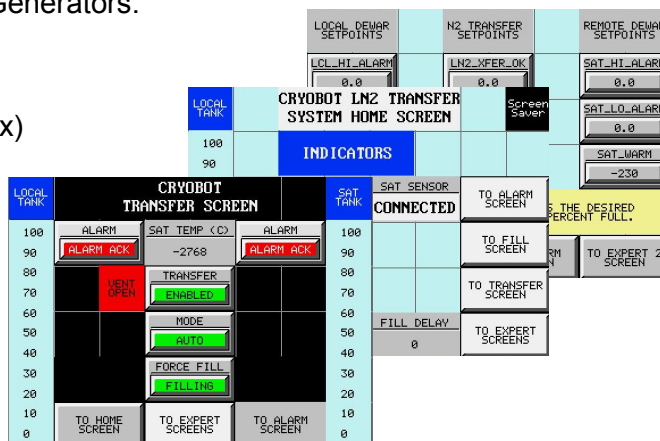 Generators.
x)
LOCAL DEWAR
SETPOINTS
N2 TRANSFER
SETPOINTS
REMOTE DEWAR
SETPOINTS
LCL_HI_ALARM
0.0
LN2_XFER_OK
0.0
SAT_HI_ALARM
0.0
SAT_LO_ALARM
0.0
SAT_WARM
-230
THE DESIRED
PERCENT FULL.
TO EXPERT 2
SCREEN
LOCAL
TANK
CRYOBOT LN2 TRANSFER
SYSTEM HOME SCREEN
Screen
Saver
100
90
INDICATORS
SAT SENSOR
CONNECTED
FILL DELAY
0
TO ALARM
SCREEN
TO FILL
SCREEN
TO TRANSFER
SCREEN
TO EXPERT
SCREENS
LOCAL
TANK
CRYOBOT
TRANSFER SCREEN
SAT
TANK
100
90
80
70
60
50
40
30
20
10
0
ALARM
ALARM ACK
SAT TEMP (C)
-2768
ALARM
ALARM ACK
VENT
OPEN
TRANSFER
ENABLED
MODE
AUTO
FORCE FILL
FILLING
TO HOME
SCREEN
TO EXPERT
SCREENS
TO ALARM
SCREEN
100
90
80
70
60
50
40
30
20
10
0